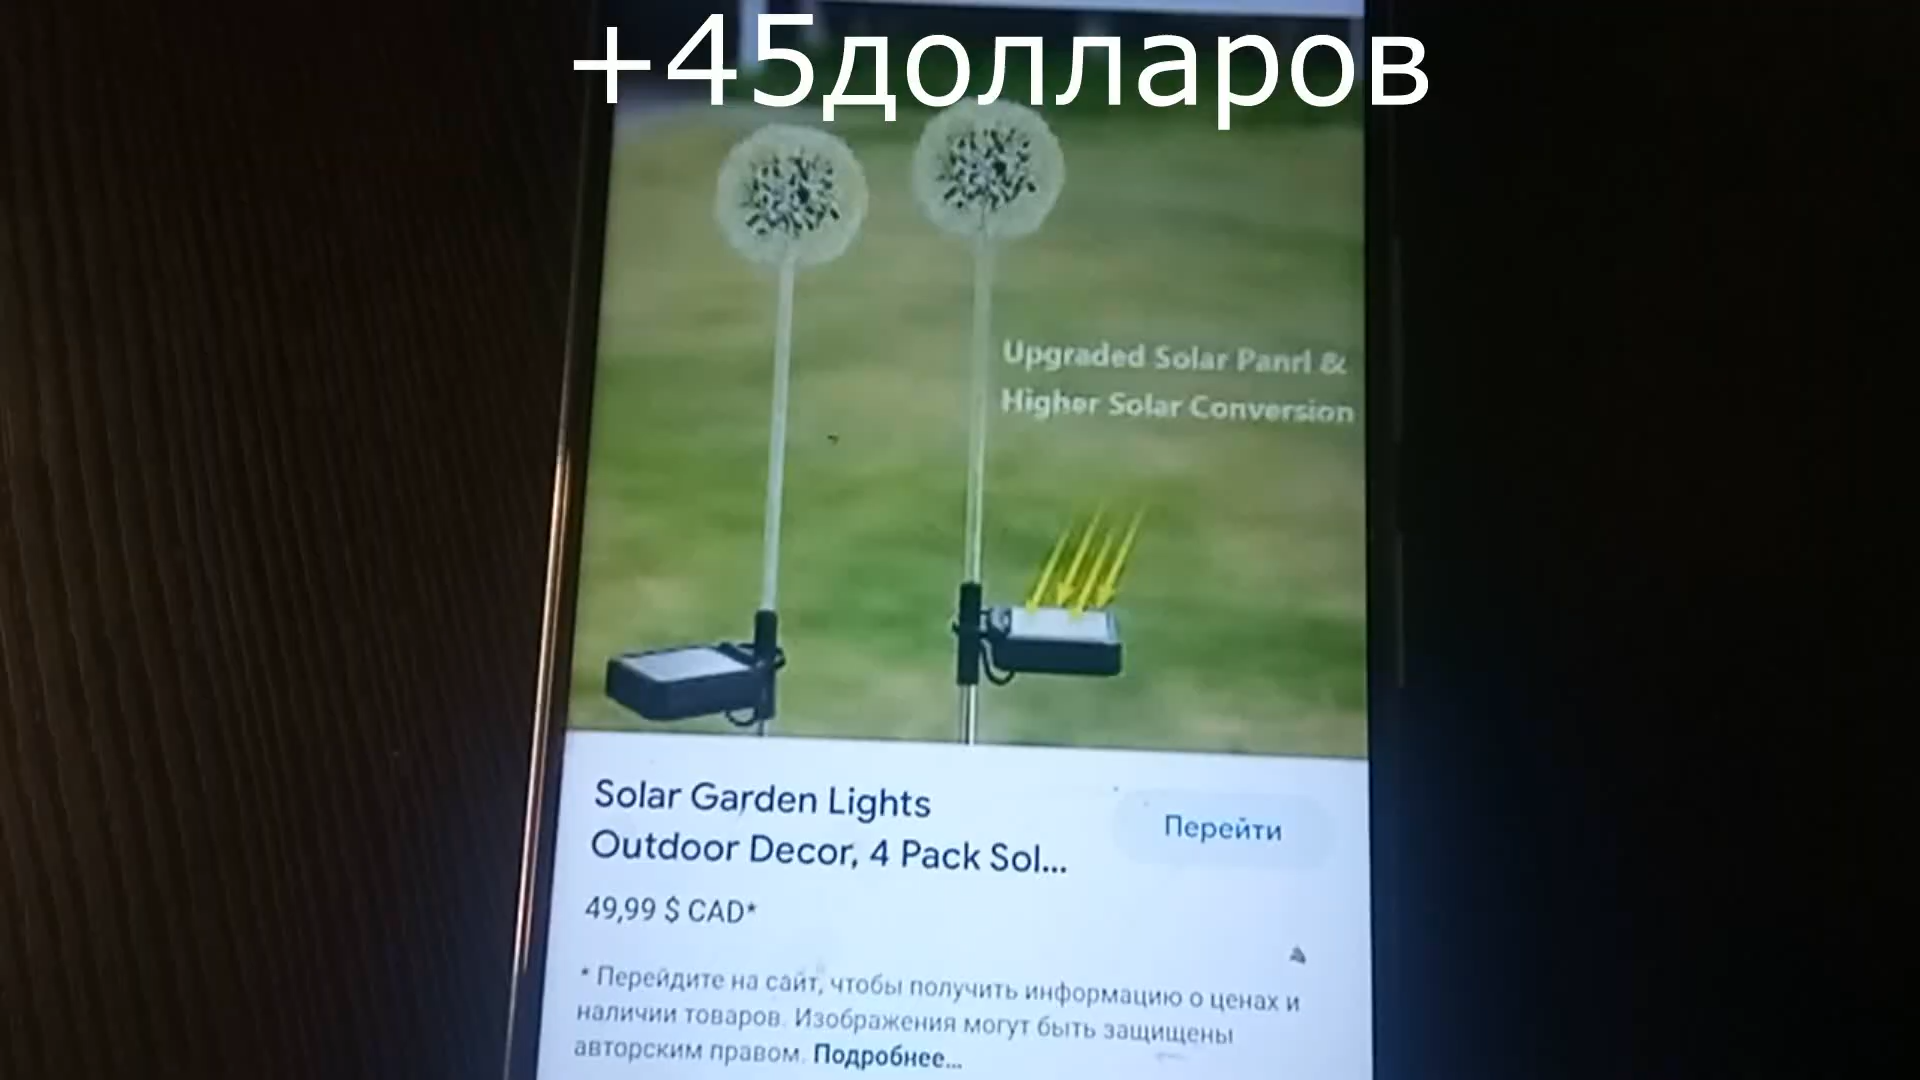 +45долларов
Upgraded Solar Panrl &
Higher Solar Conversion
Solar Garden Lights
Outdoor Decor, 4 Pack Sol...
Перейти
49,99 $ CAD*
* Перейдите на сайт, чтобы получить информацию о ценах и
наличии товаров. Изображения могут быть защищены
авторским правом. Подробнее...